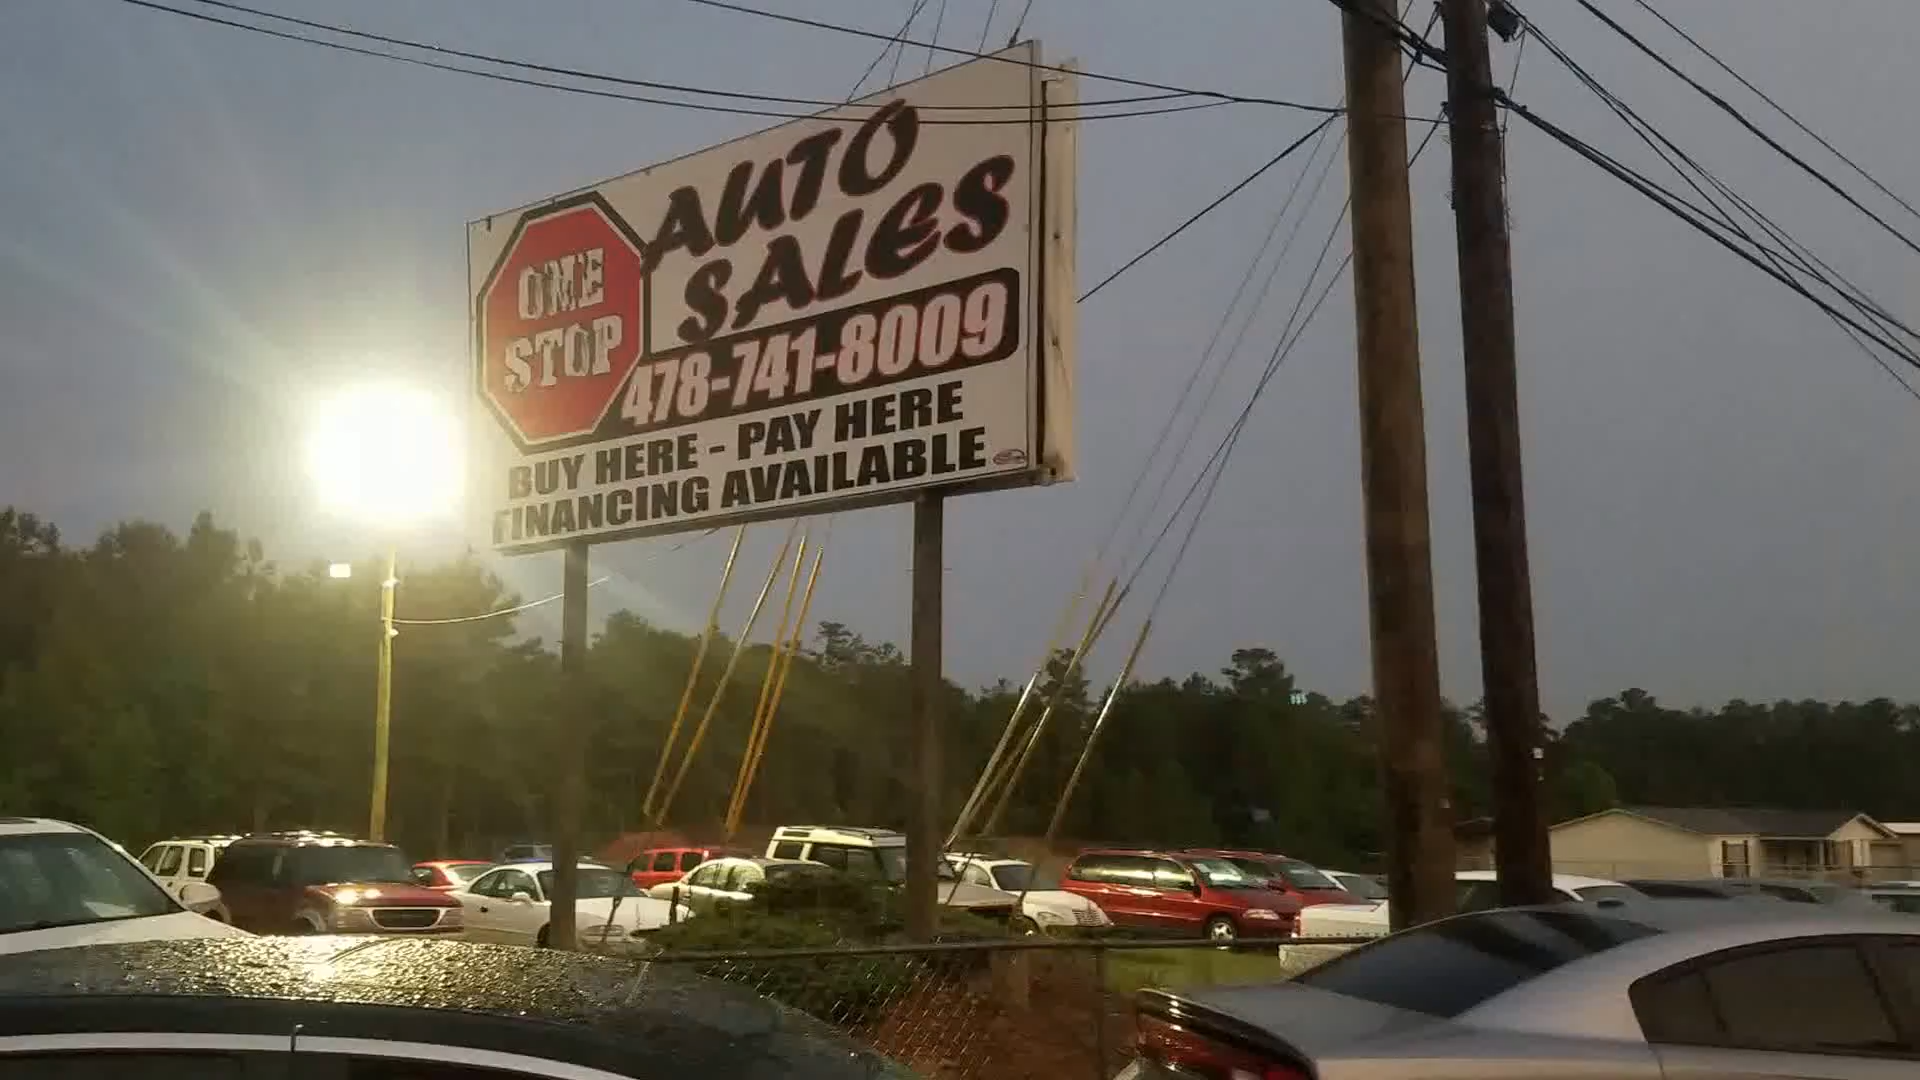 ONE
STOP
AUTO
SALES
478-741-8009
BUY HERE - PAY HERE
FINANCING AVAILABLE